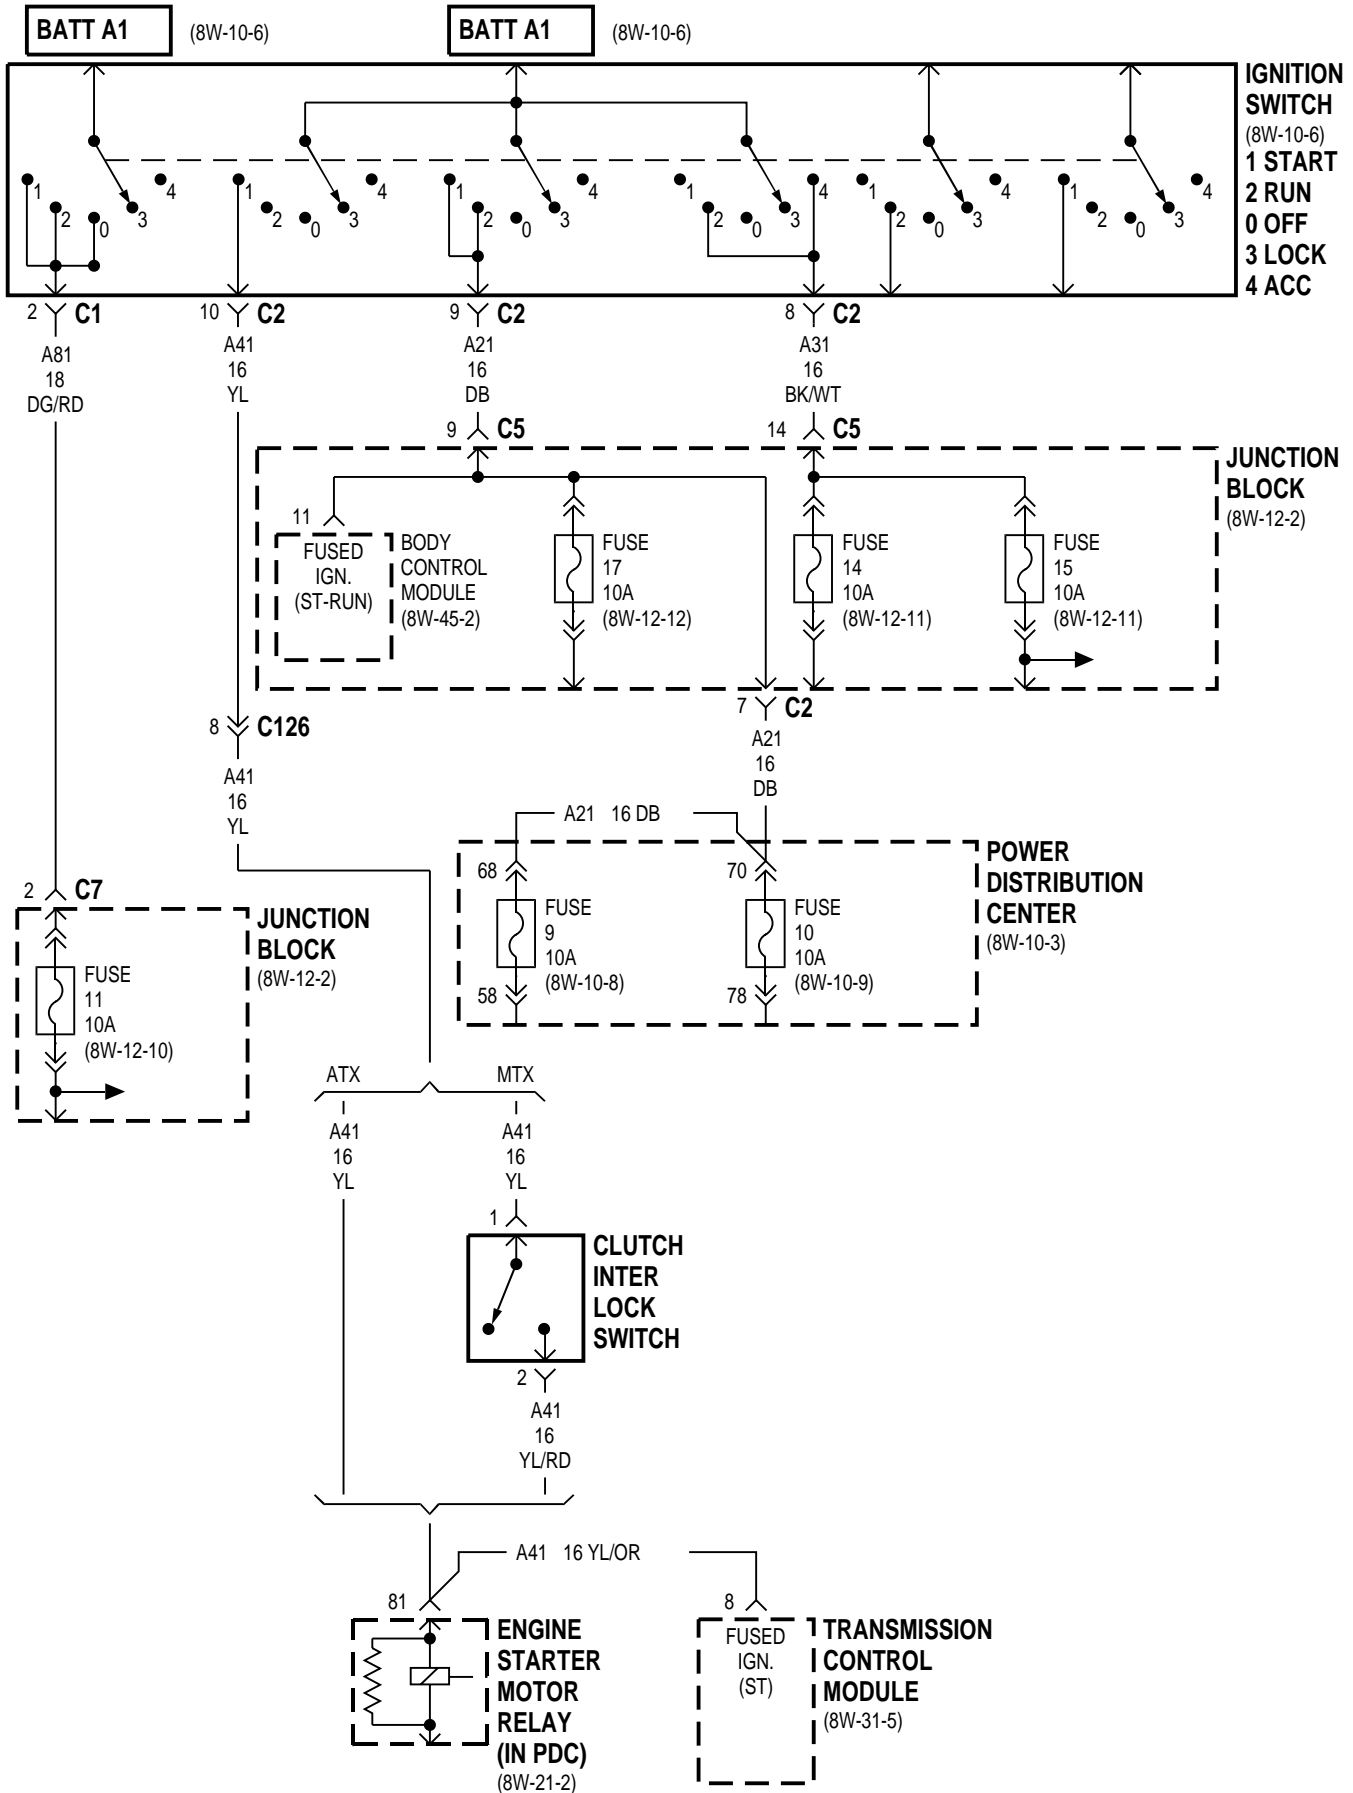 BATT A1 (8W-10-6)
BATT A1 (8W-10-6)
IGNITION
SWITCH
(8W-10-6)
1 START
2 RUN
0 OFF
3 LOCK
4 ACC
1 2 0 3 4
1 2 0 3 4
1 2 0 3 4
1 2 0 3 4
1 2 0 3 4
1 2 0 3 4
2 C1
10 C2
9 C2
8 C2
A81
18
DG/RD
A41
16
YL
A21
16
DB
A31
16
BK/WT
9 C5
14 C5
JUNCTION
BLOCK
(8W-12-2)
11
FUSED
IGN.
(ST-RUN)
BODY
CONTROL
MODULE
(8W-45-2)
FUSE
17
10A
(8W-12-12)
FUSE
14
10A
(8W-12-11)
FUSE
15
10A
(8W-12-11)
7 C2
8 C126
A21
16
DB
A41
16
YL
A21 16 DB
68
70
FUSE
9
10A
(8W-10-8)
FUSE
10
10A
(8W-10-9)
58
78
POWER
DISTRIBUTION
CENTER
(8W-10-3)
2 C7
JUNCTION
BLOCK
(8W-12-2)
FUSE
11
10A
(8W-12-10)
ATX
MTX
A41
16
YL
A41
16
YL
1
CLUTCH
INTER
LOCK
SWITCH
2
A41
16
YL/RD
A41 16 YL/OR
81
ENGINE
STARTER
MOTOR
RELAY
(IN PDC)
(8W-21-2)
8
FUSED
IGN.
(ST)
TRANSMISSION
CONTROL
MODULE
(8W-31-5)